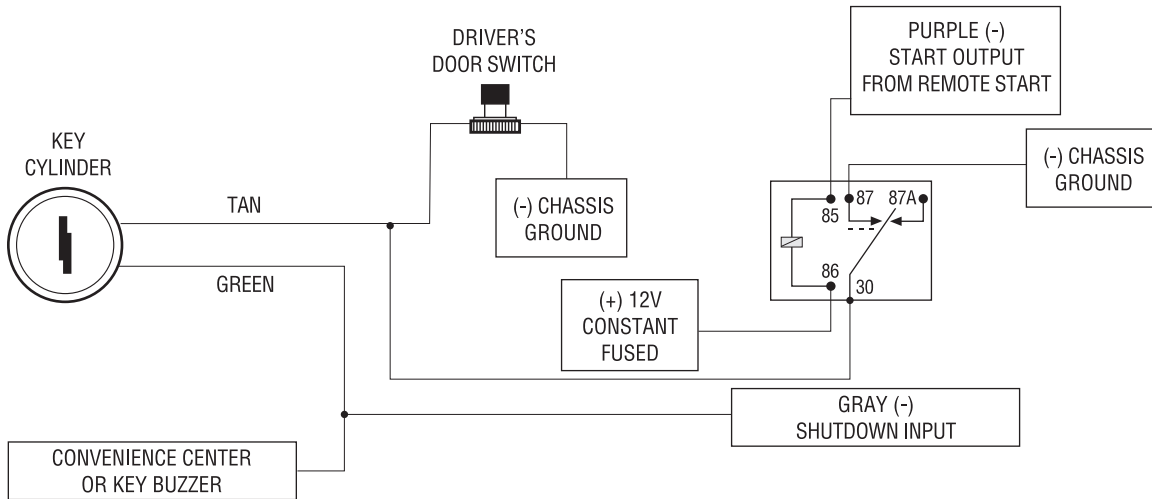 PURPLE (-)
START OUTPUT
FROM REMOTE START
DRIVER'S
DOOR SWITCH
KEY
CYLINDER
(-) CHASSIS
GROUND
TAN
(-) CHASSIS
GROUND
87
87A
85
86
30
GREEN
(+) 12V
CONSTANT
FUSED
GRAY (-)
SHUTDOWN INPUT
CONVENIENCE CENTER
OR KEY BUZZER